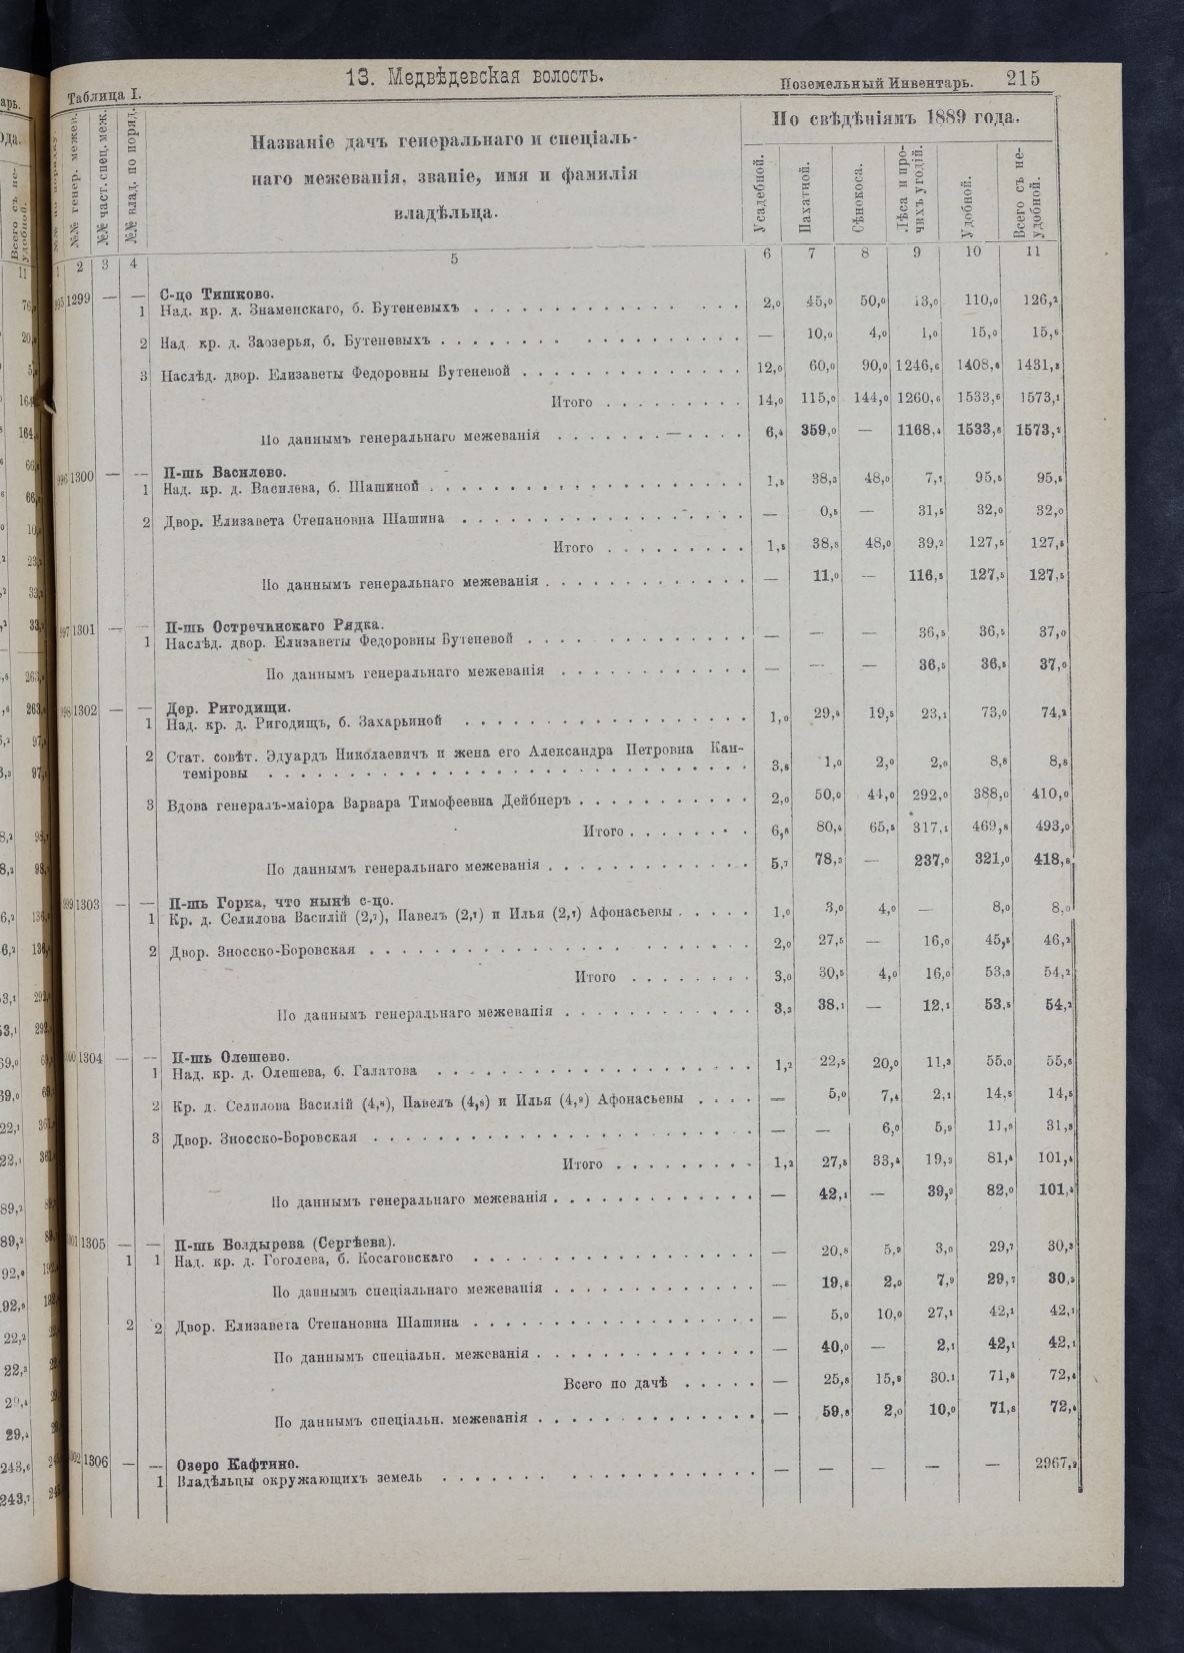 13. Медвѣдевская волость.
Таблица I.
Поземельный Инвентарь. 215
№№ генер. межев.
№№ част. спец. меж.
№№ влад. по поряд.
Названіе дачъ генеральнаго и спеціаль-
наго межеванія, званіе, имя и фамилія
владѣльца.
По свѣдѣніямъ 1889 года.
Усадебной.
Пахатной.
Сѣнокоса.
Лѣса и про-
чихъ угодій.
Удобной.
Всего съ не-
удобной.
1 2 3 4 5 6 7 8 9 10 11
1299 — — С-цо Тишково.
1 Над. кр. д. Знаменскаго, б. Бутеневыхъ 2,0 45,0 50,0 13,0 110,0 126,2
2 Над. кр. д. Заозерья, б. Бутеневыхъ — 10,0 4,0 1,0 15,0 15,6
3 Наслѣд. двор. Елизаветы Федоровны Бутеневой 12,0 60,0 90,0 1246,6 1408,6 1431,3
Итого 14,0 115,0 144,0 1260,6 1533,6 1573,1
По даннымъ генеральнаго межеванія 6,4 359,0 — 1168,4 1533,8 1573,1
996 1300 — — П-шь Василево.
1 Над. кр. д. Василева, б. Шашиной 1,5 38,3 48,0 7,7 95,5 95,5
2 Двор. Елизавета Степановна Шашина — 0,5 — 31,5 32,0 32,0
Итого 1,5 38,8 48,0 39,2 127,5 127,5
По даннымъ генеральнаго межеванія — 11,0 — 116,5 127,5 127,5
997 1301 — — П-шь Остречинскаго Рядка.
1 Наслѣд. двор. Елизаветы Федоровны Бутеневой — — — 36,5 36,5 37,0
По даннымъ генеральнаго межеванія — — — 36,5 36,5 37,0
998 1302 — — Дер. Ригодищи.
1 Над. кр. д. Ригодищъ, б. Захарьиной 1,0 29,4 19,5 23,1 73,0 74,2
2 Стат. совѣт. Эдуардъ Николаевичъ и жена его Александра Петровна Кан-
теміровы 3,8 1,0 2,0 2,0 8,8 8,8
3 Вдова генералъ-маіора Варвара Тимофеевна Дейбнеръ 2,0 50,0 44,0 292,0 388,0 410,0
Итого 6,8 80,4 65,5 317,1 469,8 493,0
По даннымъ генеральнаго межеванія 5,7 78,3 — 237,0 321,0 418,8
999 1303 — — П-шь Горка, что нынѣ с-цо.
1 Кр. д. Селилова Василій (2,7), Павелъ (2,7) и Илья (2,7) Афонасьевы 1,0 3,0 4,0 — 8,0 8,0
2 Двор. Зносско-Боровская 2,0 27,5 — 16,0 45,5 46,2
Итого 3,0 30,5 4,0 16,0 53,5 54,2
По даннымъ генеральнаго межеванія 3,3 38,1 — 12,1 53,5 54,2
1304 — — П-шь Олешево.
1 Над. кр. д. Олешева, б. Галатова 1,2 22,5 20,0 11,3 55,0 55,6
2 Кр. д. Селилова Василій (4,8), Павелъ (4,8) и Илья (4,9) Афонасьевы — 5,0 7,4 2,1 14,5 14,5
3 Двор. Зносско-Боровская — — 6,0 5,9 11,9 31,3
Итого 1,2 27,5 33,4 19,3 81,4 101,4
По даннымъ генеральнаго межеванія — 42,1 — 39,9 82,0 101,4
1305 — — П-шь Болдырева (Сергѣева).
1 1 Над. кр. д. Гоголева, б. Косаговскаго — 20,8 5,9 3,0 29,7 30,3
По даннымъ спеціальнаго межеванія — 19,8 2,0 7,9 29,7 30,3
2 2 Двор. Елизавета Степановна Шашина — 5,0 10,0 27,1 42,1 42,1
По даннымъ спеціальн. межеванія — 40,0 — 2,1 42,1 42,1
Всего по дачѣ — 25,8 15,9 30,1 71,8 72,4
По даннымъ спеціальн. межеванія — 59,8 2,0 10,0 71,8 72,4
1306 — — Озеро Кафтино.
1 Владѣльцы окружающихъ земель — — — — — 2967,2